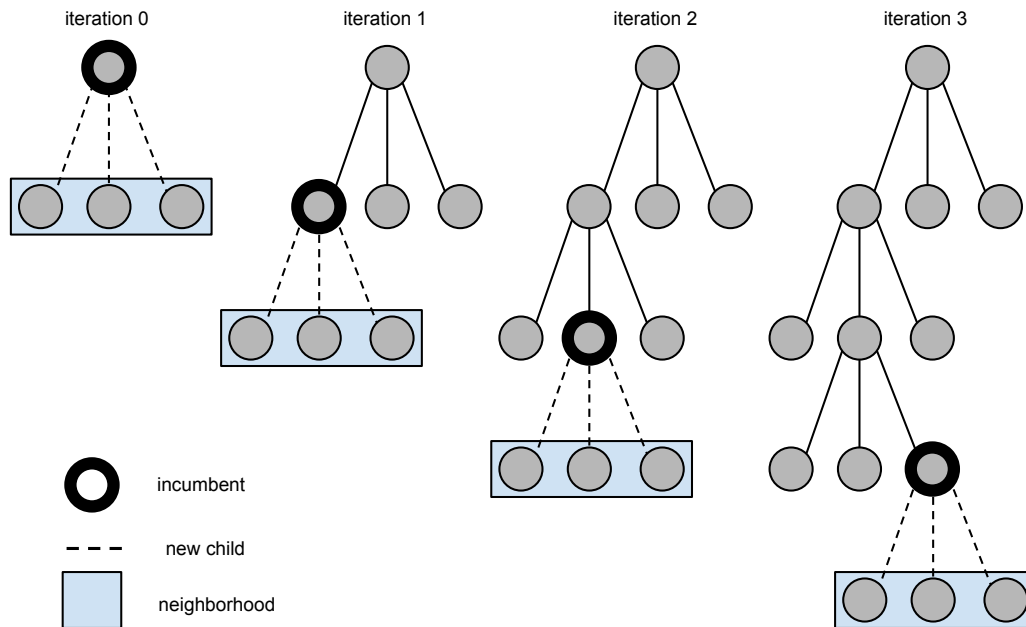 iteration 0
iteration 1
iteration 2
iteration 3
incumbent
new child
neighborhood